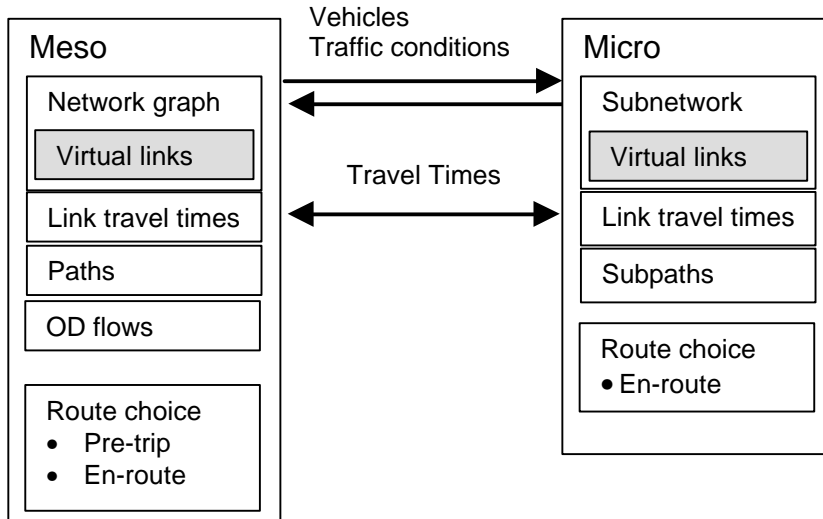 Meso
Network graph
Virtual links
Link travel times
Paths
OD flows
Route choice
• Pre-trip
• En-route
Vehicles
Traffic conditions
Travel Times
Micro
Subnetwork
Virtual links
Link travel times
Subpaths
Route choice
• En-route